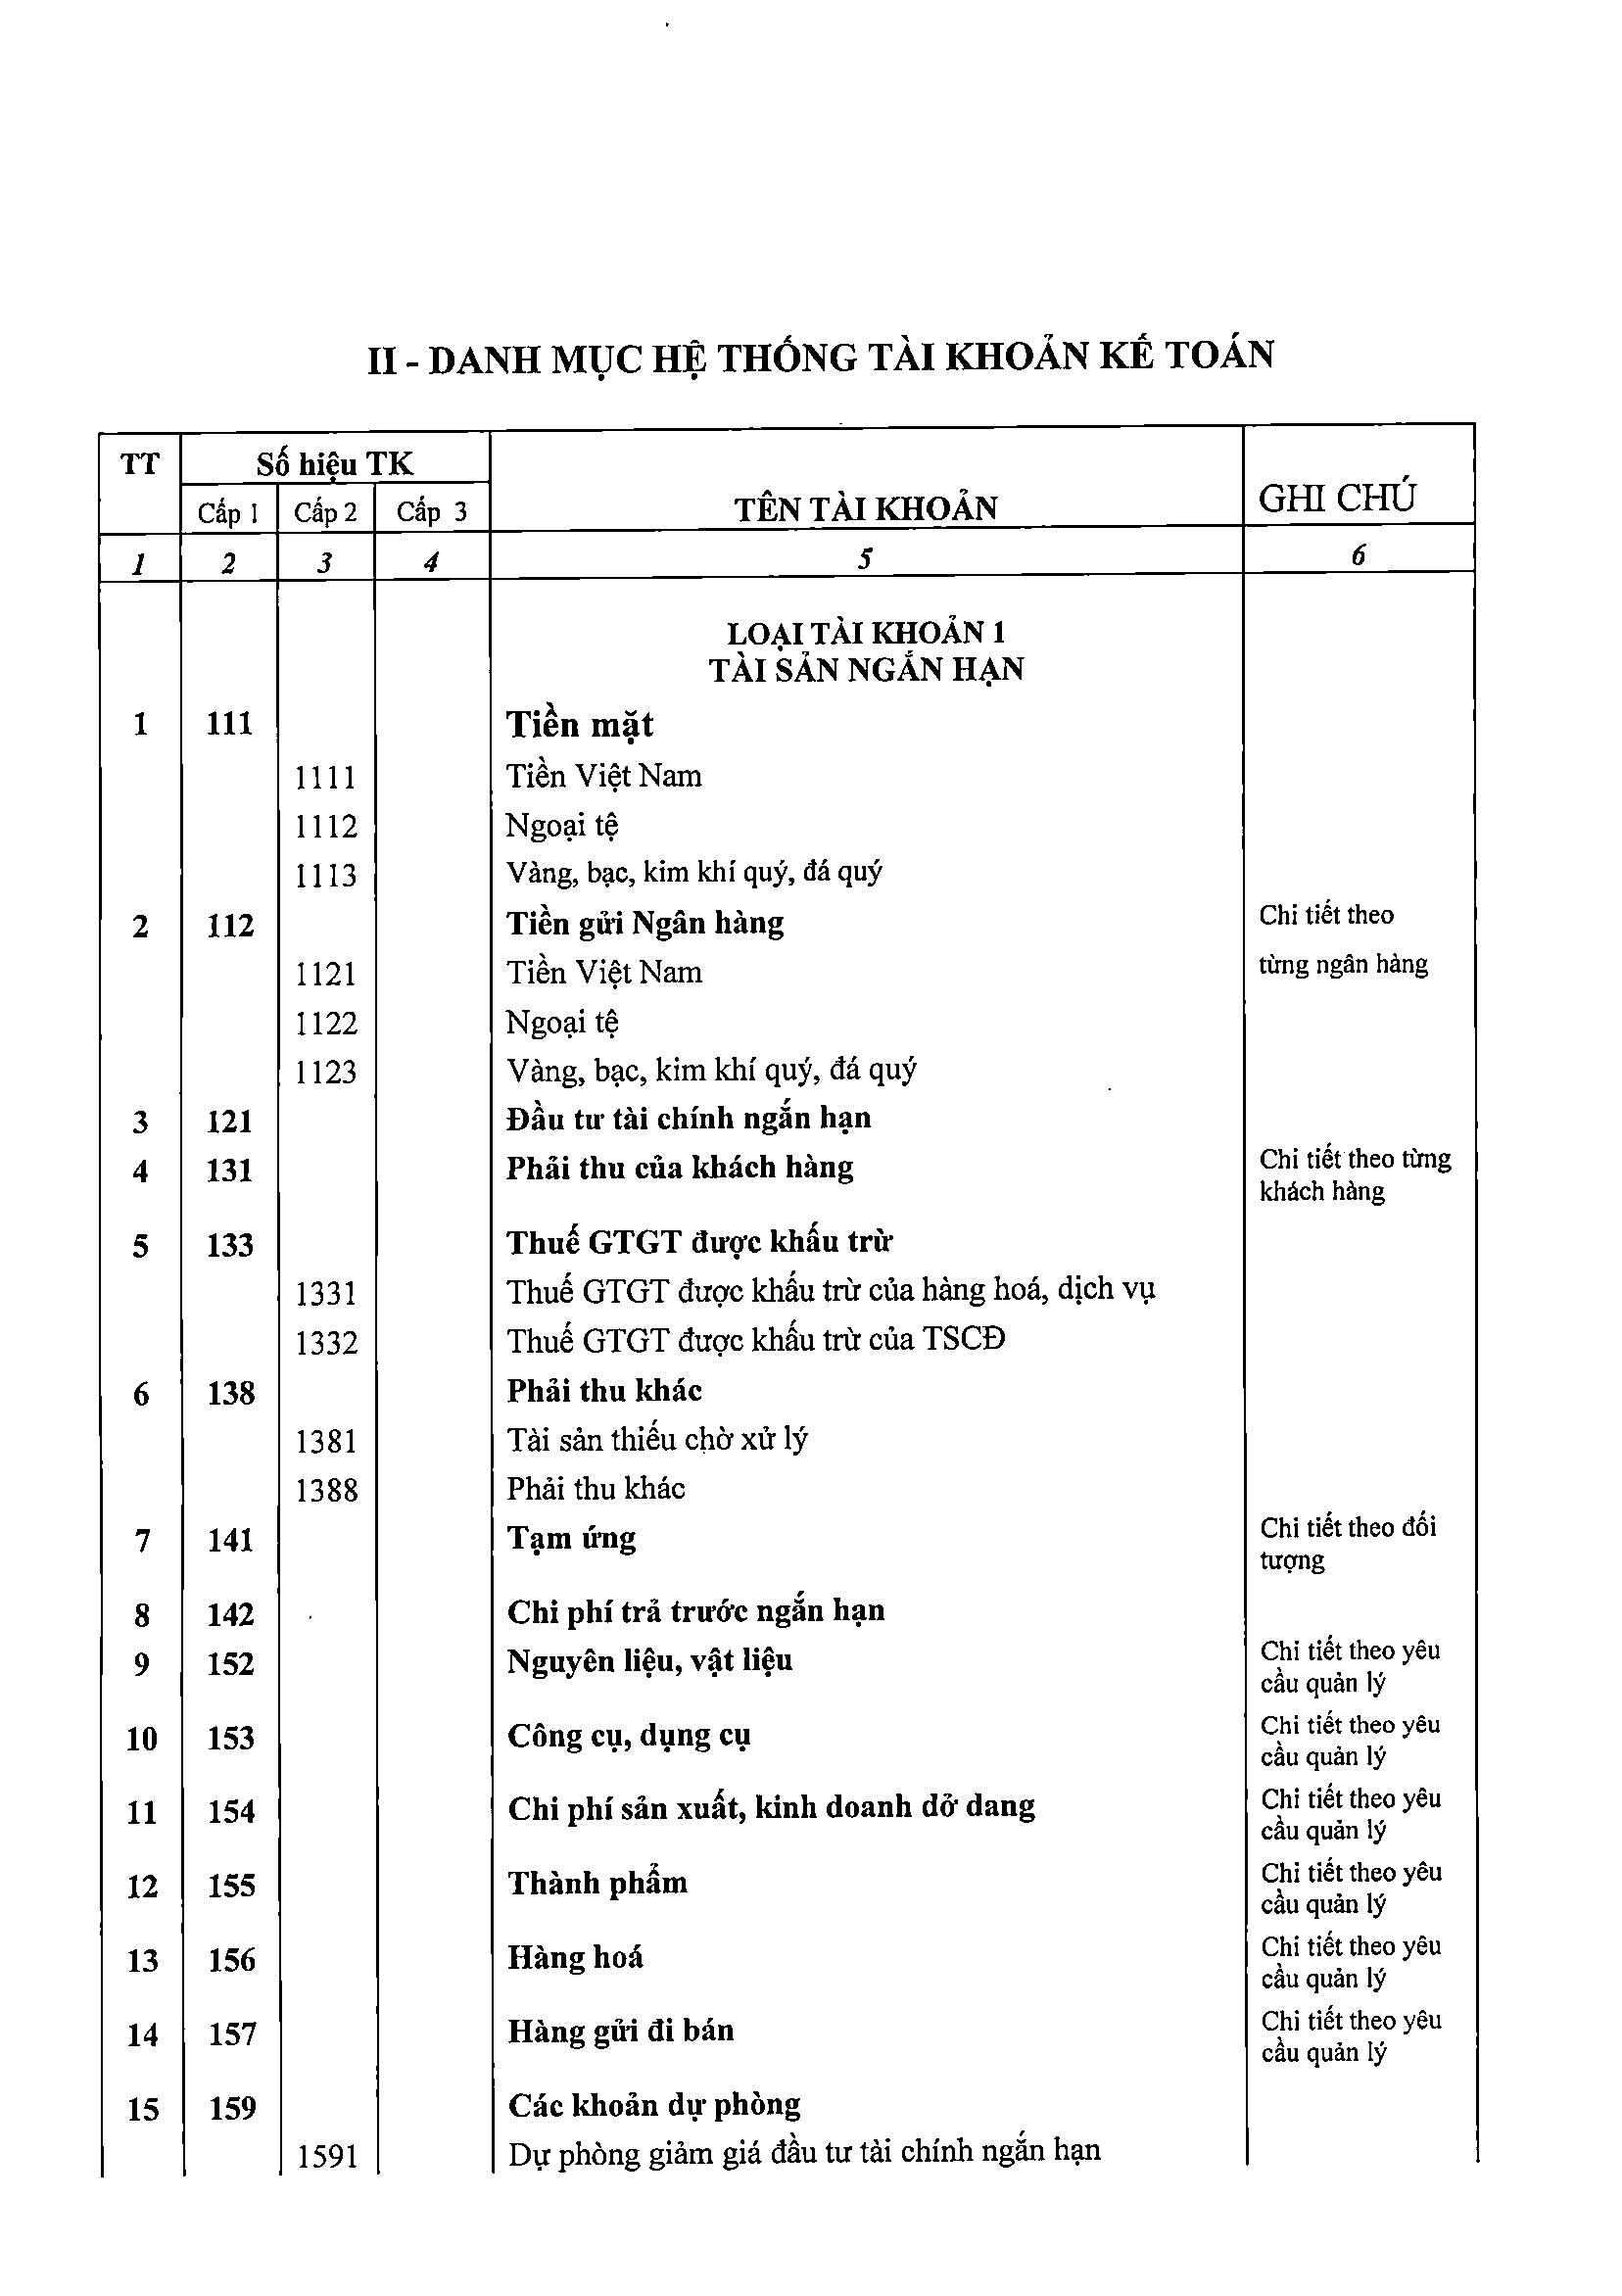 II - DANH MỤC HỆ THỐNG TÀI KHOẢN KẾ TOÁN
TT Số hiệu TK TÊN TÀI KHOẢN GHI CHÚ
Cấp 1 Cấp 2 Cấp 3
1 2 3 4 5 6
LOẠI TÀI KHOẢN 1
TÀI SẢN NGẮN HẠN
1 111 Tiền mặt
1111 Tiền Việt Nam
1112 Ngoại tệ
1113 Vàng, bạc, kim khí quý, đá quý
2 112 Tiền gửi Ngân hàng Chi tiết theo
1121 Tiền Việt Nam từng ngân hàng
1122 Ngoại tệ
1123 Vàng, bạc, kim khí quý, đá quý
3 121 Đầu tư tài chính ngắn hạn
4 131 Phải thu của khách hàng Chi tiết theo từng
khách hàng
5 133 Thuế GTGT được khấu trừ
1331 Thuế GTGT được khấu trừ của hàng hoá, dịch vụ
1332 Thuế GTGT được khấu trừ của TSCĐ
6 138 Phải thu khác
1381 Tài sản thiếu chờ xử lý
1388 Phải thu khác
7 141 Tạm ứng Chi tiết theo đối
tượng
8 142 Chi phí trả trước ngắn hạn
9 152 Nguyên liệu, vật liệu Chi tiết theo yêu
cầu quản lý
10 153 Công cụ, dụng cụ Chi tiết theo yêu
cầu quản lý
11 154 Chi phí sản xuất, kinh doanh dở dang Chi tiết theo yêu
cầu quản lý
12 155 Thành phẩm Chi tiết theo yêu
cầu quản lý
13 156 Hàng hoá Chi tiết theo yêu
cầu quản lý
14 157 Hàng gửi đi bán Chi tiết theo yêu
cầu quản lý
15 159 Các khoản dự phòng
1591 Dự phòng giảm giá đầu tư tài chính ngắn hạn